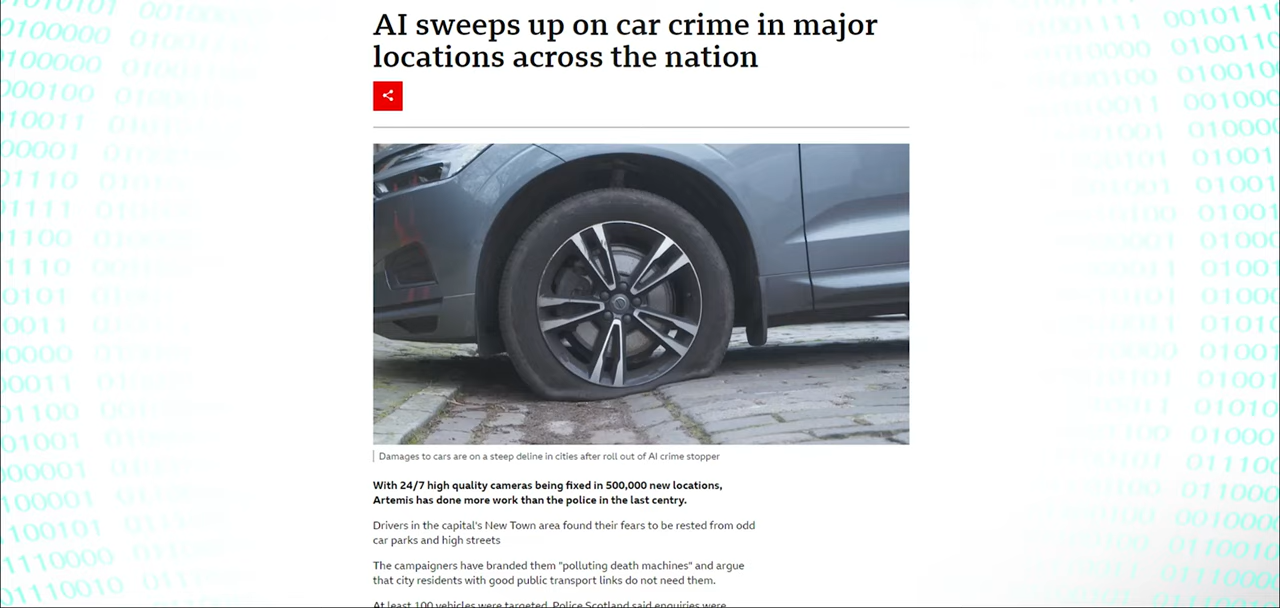 AI sweeps up on car crime in major
locations across the nation
Damages to cars are on a steep deline in cities after roll out of AI crime stopper
With 24/7 high quality cameras being fixed in 500,000 new locations,
Artemis has done more work than the police in the last centry.
Drivers in the capital's New Town area found their fears to be rested from odd
car parks and high streets
The campaigners have branded them "polluting death machines" and argue
that city residents with good public transport links do not need them.
At least 100 vehicles were targeted. Police Scotland said enquiries were